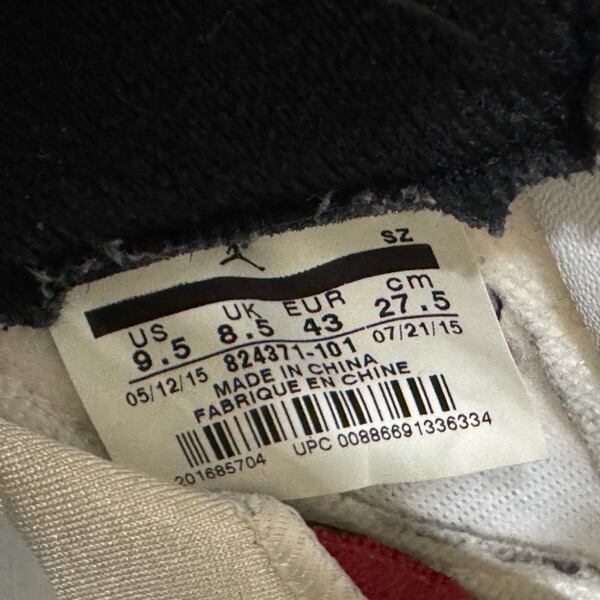 SZ
US UK EUR cm
9.5 8.5 43 27.5
05/12/15 824371-101 07/21/15
MADE IN CHINA
FABRIQUE EN CHINE
201685704 UPC 00886691336334